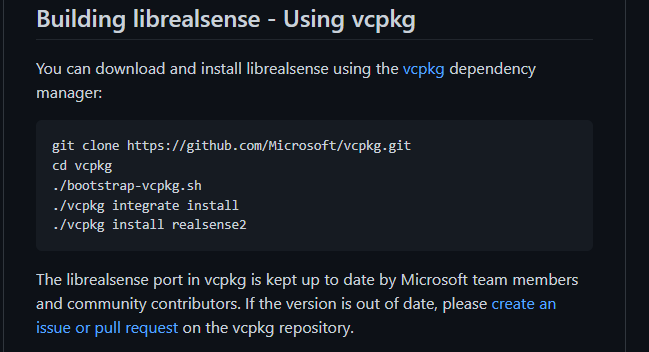 Building librealsense - Using vcpkg
You can download and install librealsense using the vcpkg dependency
manager:
git clone https://github.com/Microsoft/vcpkg.git
cd vcpkg
./bootstrap-vcpkg.sh
./vcpkg integrate install
./vcpkg install realsense2
The librealsense port in vcpkg is kept up to date by Microsoft team members
and community contributors. If the version is out of date, please create an
issue or pull request on the vcpkg repository.